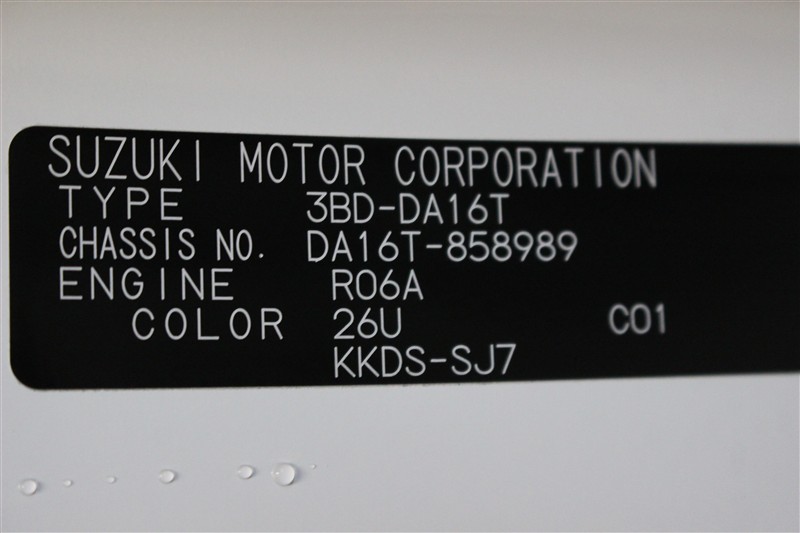 SUZUKI MOTOR CORPORATION
TYPE 3BD-DA16T
CHASSIS NO. DA16T-858989
ENGINE R06A
COLOR 26U C01
KKDS-SJ7